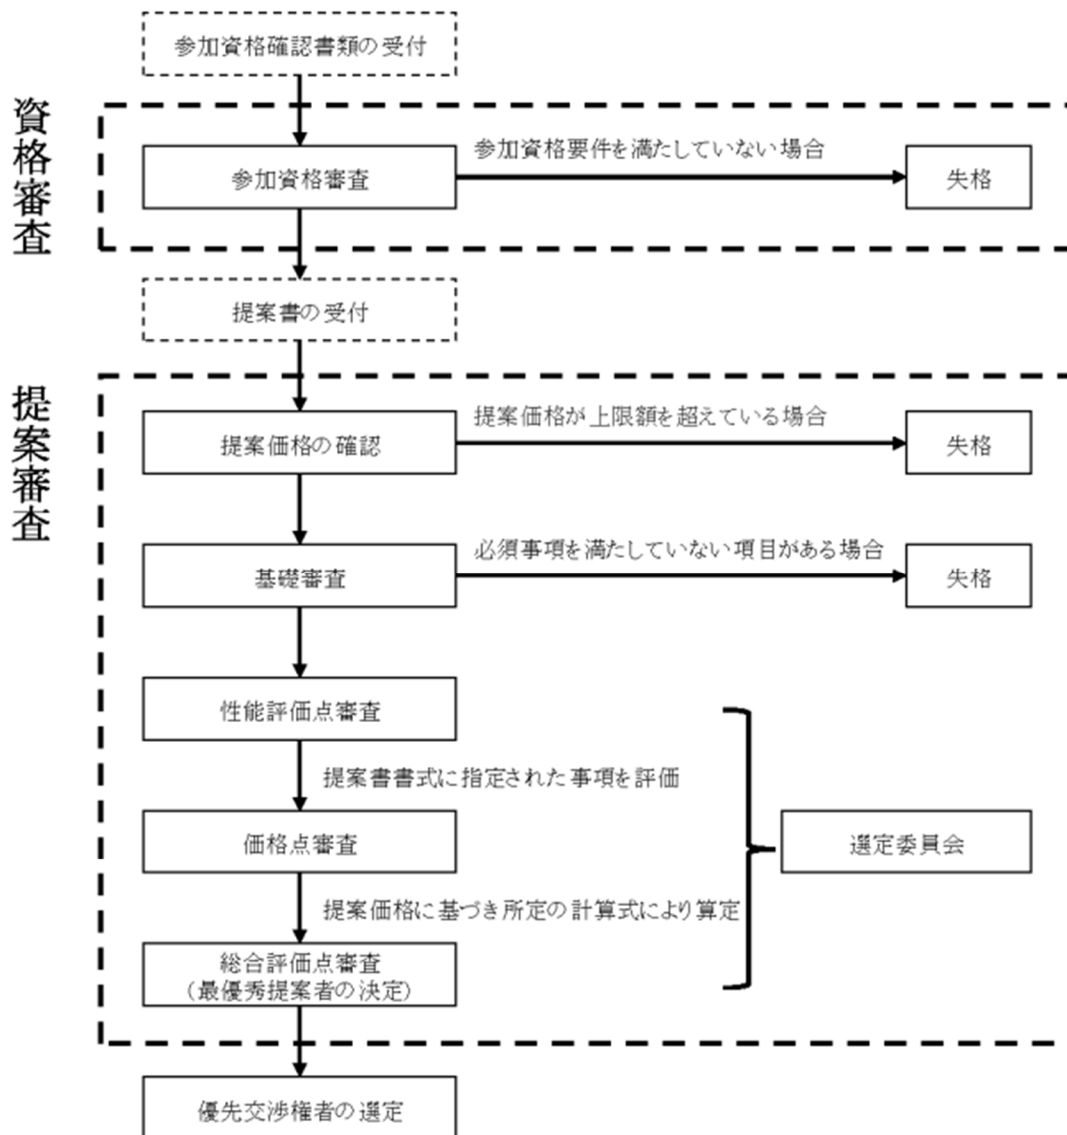 参加資格確認書類の受付
資格審査
参加資格要件を満たしていない場合
参加資格審査
失格
提案書の受付
提案審査
提案価格が上限額を超えている場合
提案価格の確認
失格
必須事項を満たしていない項目がある場合
基礎審査
失格
性能評価点審査
提案書書式に指定された事項を評価
価格点審査
選定委員会
提案価格に基づき所定の計算式により算定
総合評価点審査
(最優秀提案者の決定)
優先交渉権者の選定